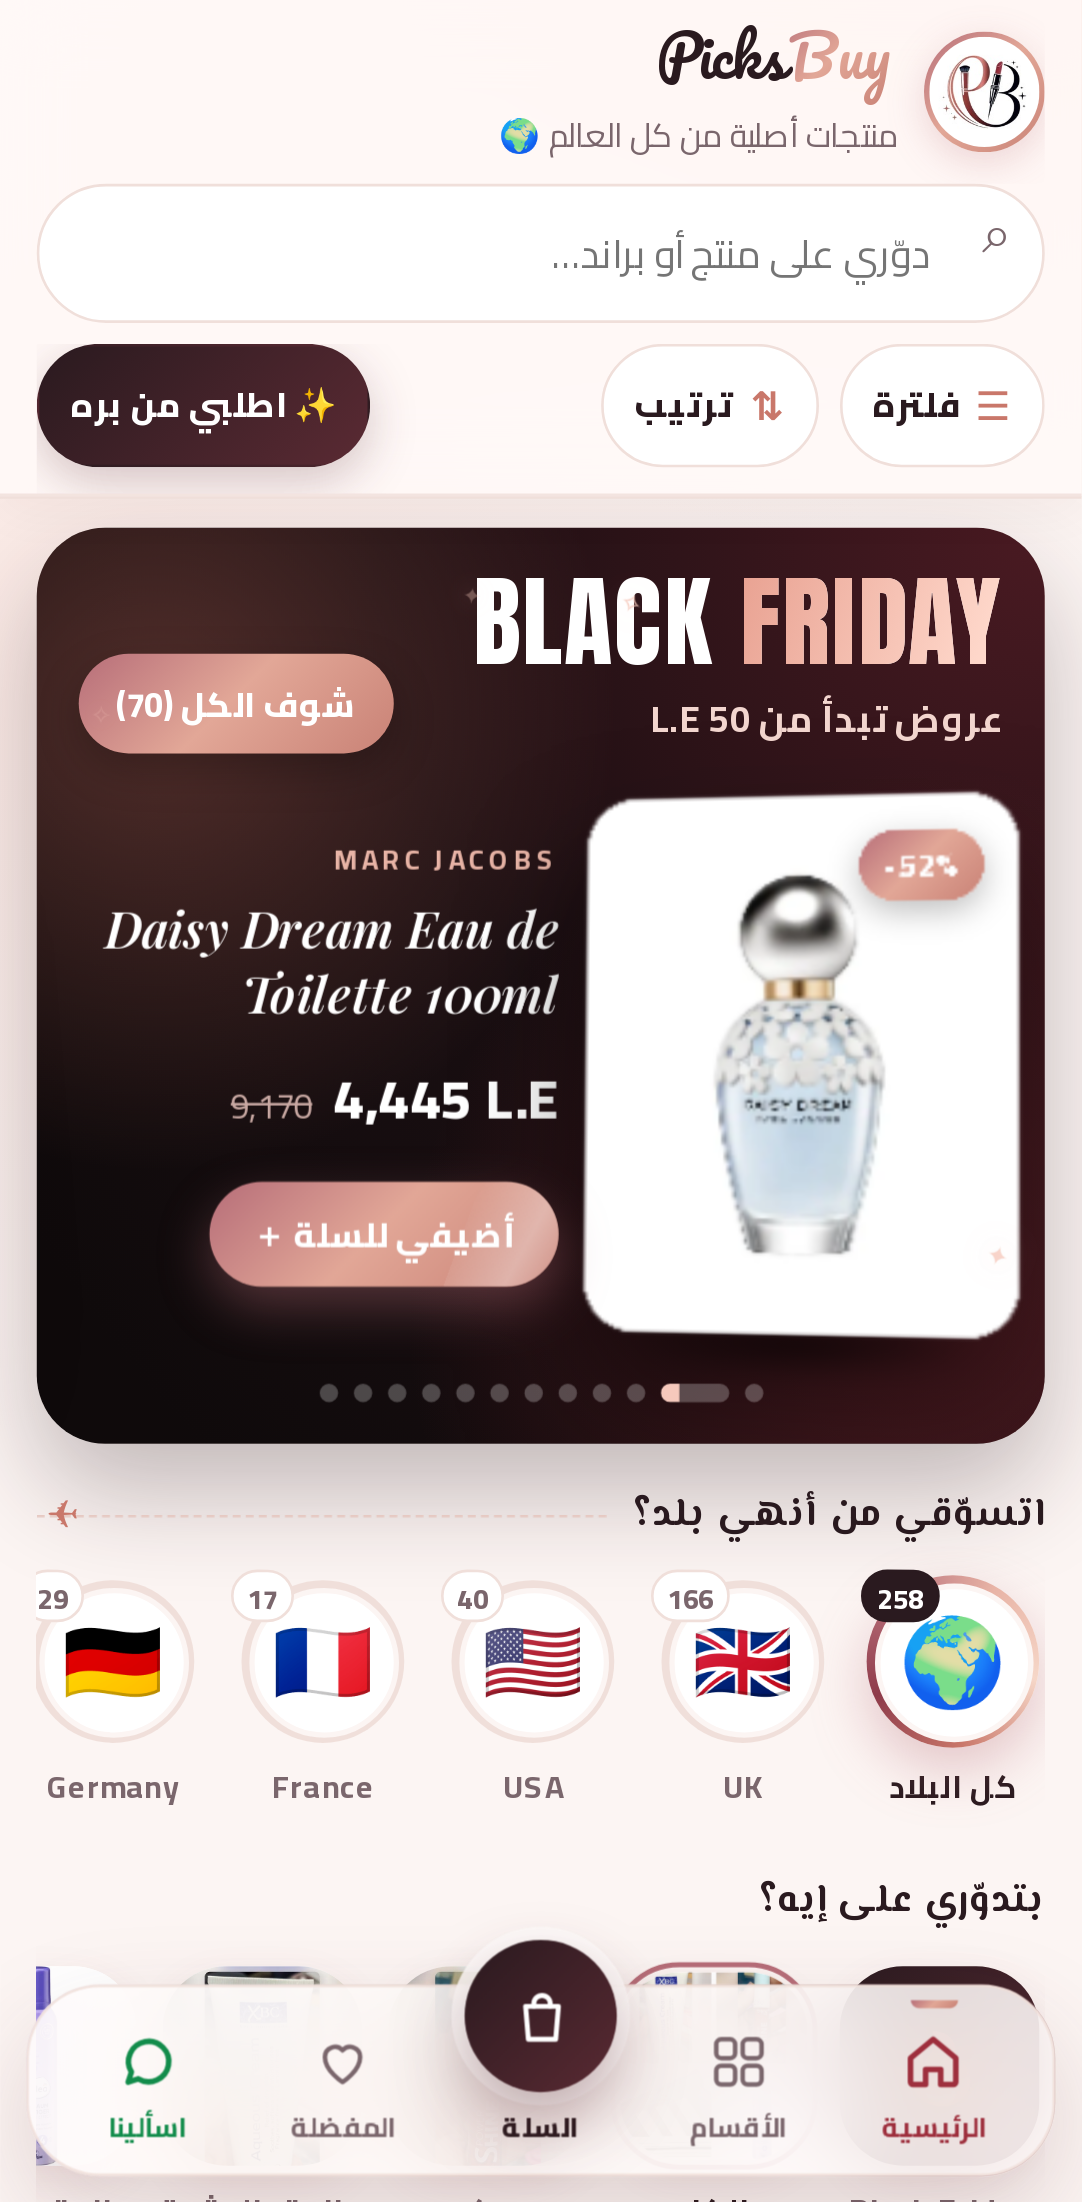 PicksBuy
منتجات أصلية من كل العالم 🌍
دوّري على منتج أو براند...
☰ فلترة
⇅ ترتيب
✨ اطلبي من بره
BLACK FRIDAY
عروض تبدأ من 50 L.E
شوف الكل (70)
-52%
MARC JACOBS
Daisy Dream Eau de
Toilette 100ml
4,445 L.E 9,170
أضيفي للسلة +
DAISY DREAM
اتسوّقي من أنهي بلد؟
258
166
40
17
29
كل البلاد
UK
USA
France
Germany
بتدوّري على إيه؟
الرئيسية
الأقسام
السلة
المفضلة
اسألينا